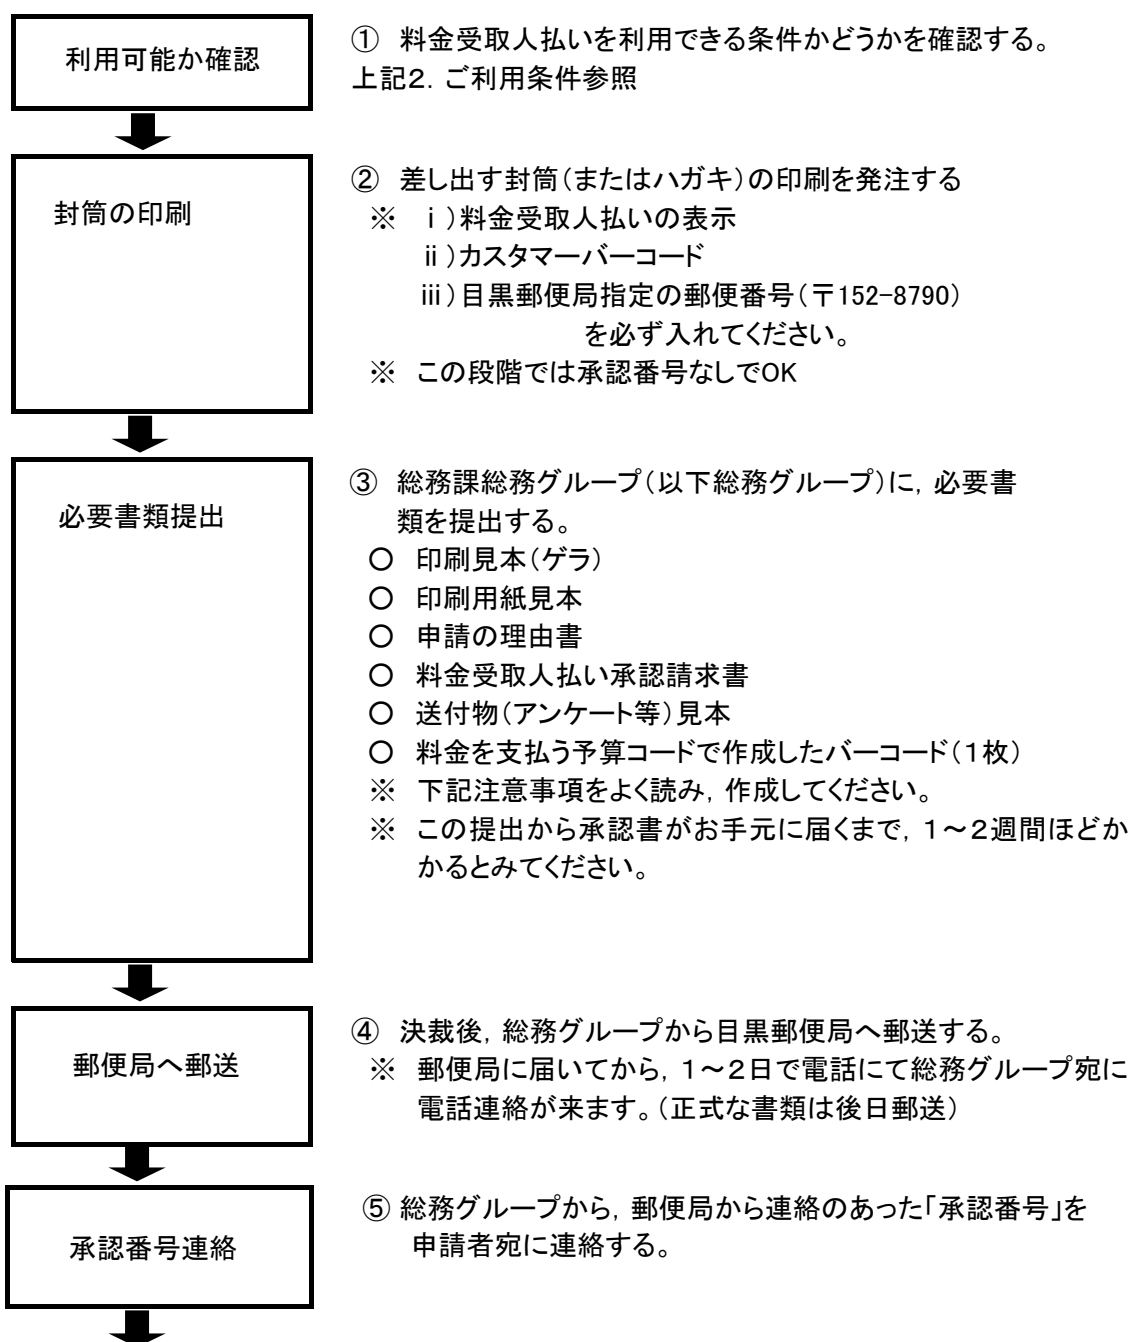 利用可能か確認
① 料金受取人払いを利用できる条件かどうかを確認する。
上記２．ご利用条件参照
封筒の印刷
② 差し出す封筒（またはハガキ）の印刷を発注する
※ ⅰ）料金受取人払いの表示
ⅱ）カスタマーバーコード
ⅲ）目黒郵便局指定の郵便番号（〒152-8790）
を必ず入れてください。
※ この段階では承認番号なしでOK
必要書類提出
③ 総務課総務グループ（以下総務グループ）に，必要書
類を提出する。
○ 印刷見本（ゲラ）
○ 印刷用紙見本
○ 申請の理由書
○ 料金受取人払い承認請求書
○ 送付物（アンケート等）見本
○ 料金を支払う予算コードで作成したバーコード（１枚）
※ 下記注意事項をよく読み，作成してください。
※ この提出から承認書がお手元に届くまで，１～２週間ほどか
かるとみてください。
郵便局へ郵送
④ 決裁後，総務グループから目黒郵便局へ郵送する。
※ 郵便局に届いてから，１～２日で電話にて総務グループ宛に
電話連絡が来ます。（正式な書類は後日郵送）
承認番号連絡
⑤ 総務グループから，郵便局から連絡のあった「承認番号」を
申請者宛に連絡する。